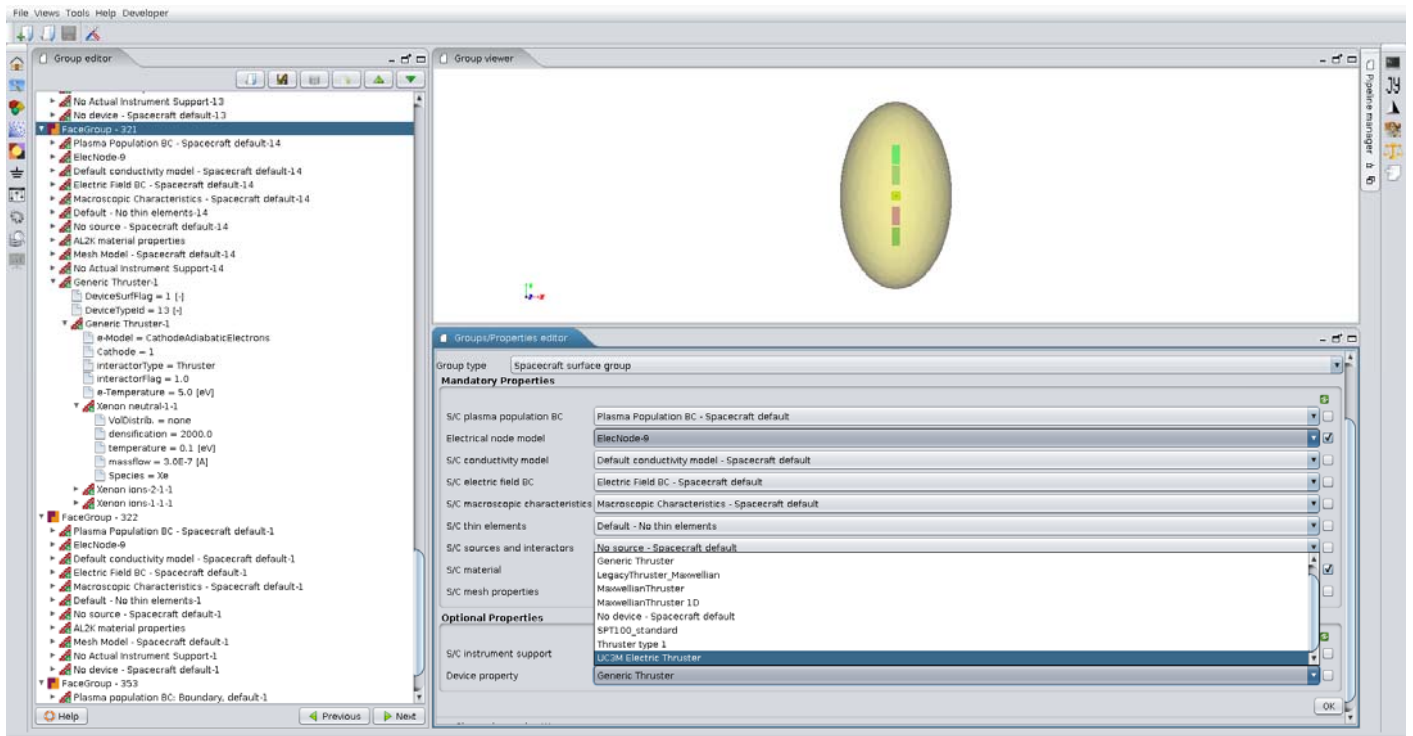 File Views Tools Help Developer
Group editor
No Actual Instrument Support-13
No device - Spacecraft default-13
FaceGroup - 321
Plasma Population BC - Spacecraft default-14
ElecNode-9
Default conductivity model - Spacecraft default-14
Electric Field BC - Spacecraft default-14
Macroscopic Characteristics - Spacecraft default-14
Default - No thin elements-14
No source - Spacecraft default-14
AL2K material properties
Mesh Model - Spacecraft default-14
No Actual Instrument Support-14
Generic Thruster-1
DeviceSurfFlag = 1 [-]
DeviceTypeId = 13 [-]
Generic Thruster-1
e-Model = CathodeAdiabaticElectrons
Cathode = 1
interactorType = Thruster
interactorFlag = 1.0
e-Temperature = 5.0 [eV]
Xenon neutral-1-1
VolDistrib. = none
densification = 2000.0
temperature = 0.1 [eV]
massflow = 3.0E-7 [A]
Species = Xe
Xenon ions-2-1-1
Xenon ions-1-1-1
FaceGroup - 322
Plasma Population BC - Spacecraft default-1
ElecNode-9
Default conductivity model - Spacecraft default-1
Electric Field BC - Spacecraft default-1
Macroscopic Characteristics - Spacecraft default-1
Default - No thin elements-1
No source - Spacecraft default-1
AL2K material properties
Mesh Model - Spacecraft default-1
No Actual Instrument Support-1
No device - Spacecraft default-1
FaceGroup - 353
Plasma population BC: Boundary, default-1
Help Previous Next
Group viewer
Groups/Properties editor
Group type Spacecraft surface group
Mandatory Properties
S/C plasma population BC Plasma Population BC - Spacecraft default
Electrical node model ElecNode-9
S/C conductivity model Default conductivity model - Spacecraft default
S/C electric field BC Electric Field BC - Spacecraft default
S/C macroscopic characteristics Macroscopic Characteristics - Spacecraft default
S/C thin elements Default - No thin elements
S/C sources and interactors No source - Spacecraft default
Generic Thruster
S/C material LegacyThruster_Maxwellian
MaxwellianThruster
S/C mesh properties MaxwellianThruster 1D
Optional Properties No device - Spacecraft default
SPT100_standard
Thruster type 1
S/C instrument support UC3M Electric Thruster
Device property Generic Thruster
OK
Pipeline manager
JY